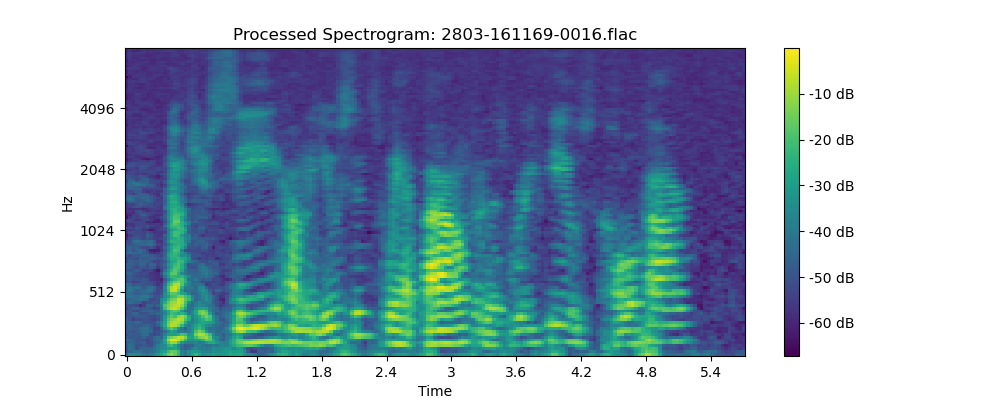 Processed Spectrogram: 2803-161169-0016.flac
Hz
4096
2048
1024
512
0
0 0.6 1.2 1.8 2.4 3 3.6 4.2 4.8 5.4
Time
-10 dB
-20 dB
-30 dB
-40 dB
-50 dB
-60 dB